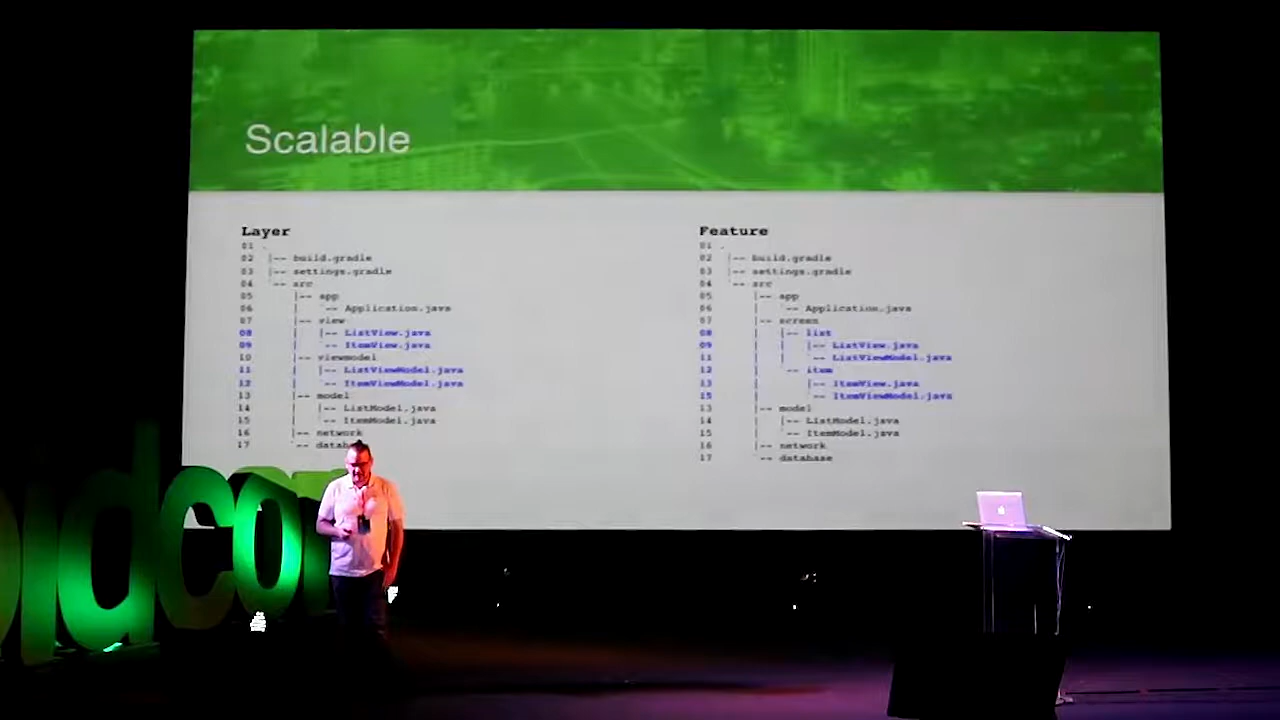 Scalable
Layer
01 .
02 |-- build.gradle
03 |-- settings.gradle
04 `-- src
05 |-- app
06 | `-- Application.java
07 |-- view
08 | |-- ListView.java
09 | `-- ItemView.java
10 |-- viewmodel
11 | |-- ListViewModel.java
12 | `-- ItemViewModel.java
13 |-- model
14 | |-- ListModel.java
15 | `-- ItemModel.java
16 |-- network
17 `-- datab
Feature
01 .
02 |-- build.gradle
03 |-- settings.gradle
04 `-- src
05 |-- app
06 | `-- Application.java
07 |-- screen
08 | |-- list
09 | | |-- ListView.java
11 | | `-- ListViewModel.java
12 | `-- item
13 | |-- ItemView.java
15 | `-- ItemViewModel.java
13 |-- model
14 | |-- ListModel.java
15 | `-- ItemModel.java
16 |-- network
17 `-- database
idcon